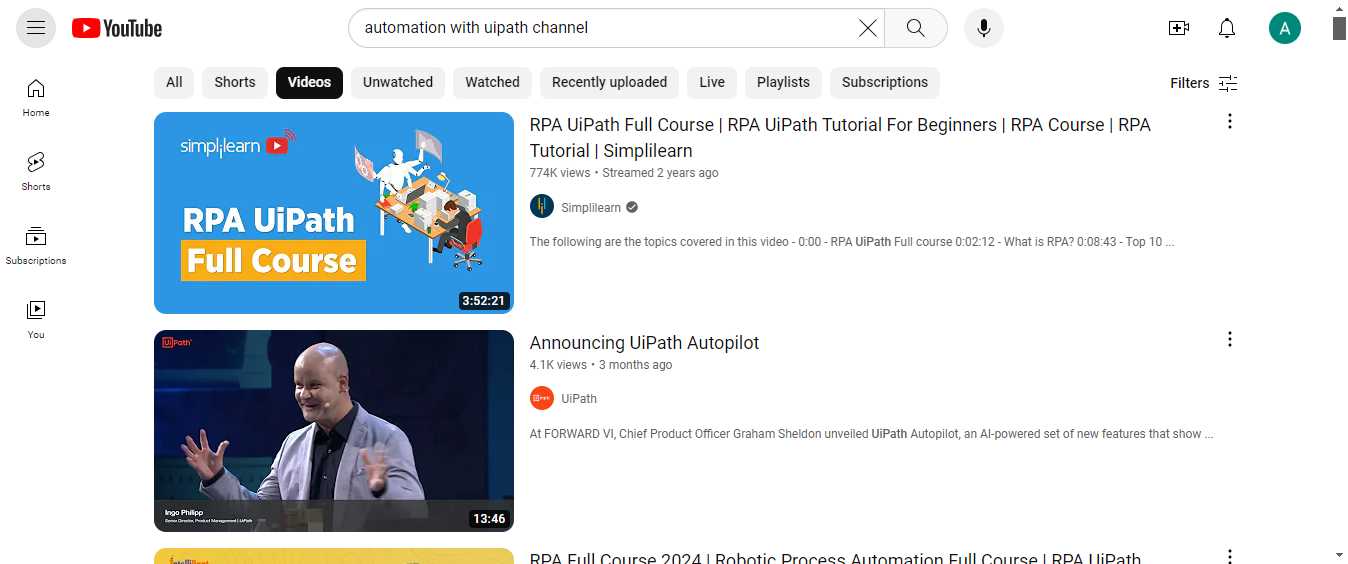 YouTube
automation with uipath channel
A
Home
Shorts
Subscriptions
You
All Shorts Videos Unwatched Watched Recently uploaded Live Playlists Subscriptions Filters
simplilearn
RPA UiPath
Full Course
3:52:21
RPA UiPath Full Course | RPA UiPath Tutorial For Beginners | RPA Course | RPA
Tutorial | Simplilearn
774K views • Streamed 2 years ago
Simplilearn
The following are the topics covered in this video - 0:00 - RPA UiPath Full course 0:02:12 - What is RPA? 0:08:43 - Top 10 ...
UiPath
Ingo Philipp
Senior Director, Product Management | UiPath
13:46
Announcing UiPath Autopilot
4.1K views • 3 months ago
UiPath
At FORWARD VI, Chief Product Officer Graham Sheldon unveiled UiPath Autopilot, an AI-powered set of new features that show ...
RPA Full Course 2024 | Robotic Process Automation Full Course | RPA UiPath